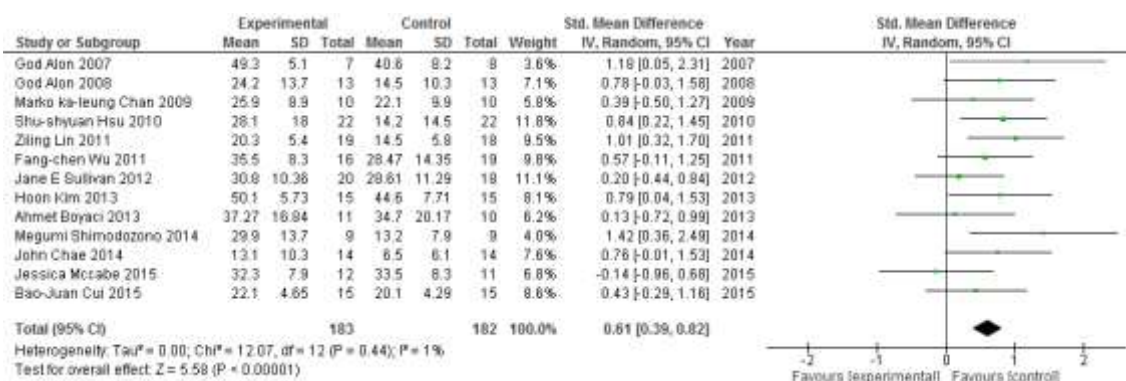 Experimental Control Std. Mean Difference Std. Mean Difference
Study or Subgroup Mean SD Total Mean SD Total Weight IV, Random, 95% CI Year IV, Random, 95% CI
God Alon 2007 49.3 5.1 7 40.6 8.2 8 3.6% 1.18 [0.05, 2.31] 2007
God Alon 2008 24.2 13.7 13 14.5 10.3 13 7.1% 0.78 [-0.03, 1.58] 2008
Marko ka-leung Chan 2009 25.9 8.9 10 22.1 9.9 10 5.8% 0.39 [-0.50, 1.27] 2009
Shu-shyuan Hsu 2010 28.1 18 22 14.2 14.5 22 11.9% 0.84 [0.22, 1.45] 2010
Ziling Lin 2011 20.3 5.4 19 14.5 5.8 18 9.5% 1.01 [0.32, 1.70] 2011
Fang-chen Wu 2011 35.5 8.3 16 28.47 14.35 19 9.8% 0.57 [-0.11, 1.25] 2011
Jane E Sullivan 2012 30.8 10.36 20 28.61 11.29 18 11.1% 0.20 [-0.44, 0.84] 2012
Hoon Kim 2013 50.1 5.73 15 44.6 7.71 15 8.3% 0.79 [0.04, 1.53] 2013
Ahmet Boyaci 2013 37.27 16.84 11 34.7 20.17 10 6.2% 0.13 [-0.72, 0.99] 2013
Megumi Shimodozono 2014 29.9 13.7 9 13.2 7.9 9 4.0% 1.42 [0.36, 2.49] 2014
John Chae 2014 13.1 10.3 14 6.5 6.1 14 7.6% 0.76 [-0.01, 1.53] 2014
Jessica Mccabe 2015 32.3 7.9 12 33.5 8.3 11 6.8% -0.14 [-0.96, 0.68] 2015
Bao-Juan Cui 2015 22.1 4.65 15 20.1 4.29 15 8.6% 0.43 [-0.29, 1.16] 2015
Total (95% CI) 183 182 100.0% 0.61 [0.39, 0.82]
Heterogeneity: Tau² = 0.00; Chi² = 12.07, df = 12 (P = 0.44); I² = 1%
Test for overall effect: Z = 5.58 (P < 0.00001)
-2 -1 0 1 2
Favours [experimental] Favours [control]